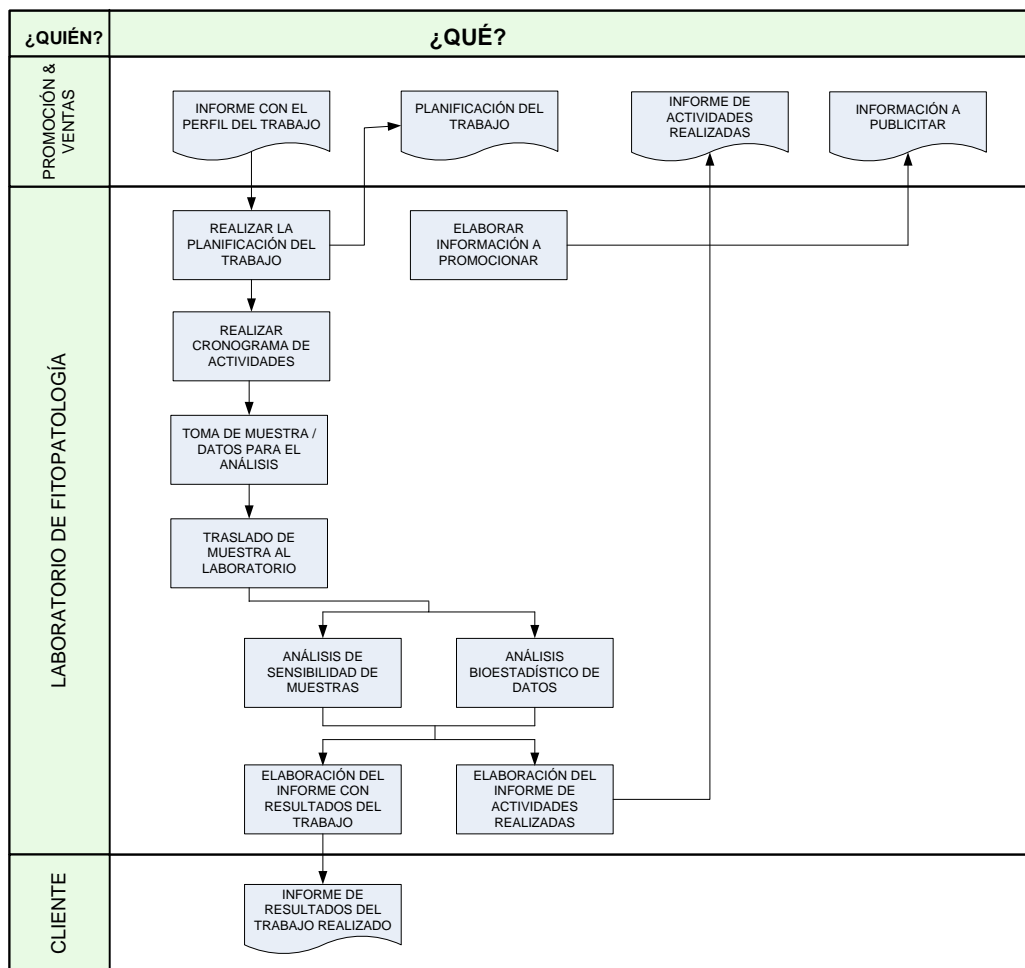 ¿QUIÉN?
¿QUÉ?
PROMOCIÓN &
VENTAS
INFORME CON EL
PERFIL DEL TRABAJO
PLANIFICACIÓN DEL
TRABAJO
INFORME DE
ACTIVIDADES
REALIZADAS
INFORMACIÓN A
PUBLICITAR
LABORATORIO DE FITOPATOLOGÍA
REALIZAR LA
PLANIFICACIÓN DEL
TRABAJO
ELABORAR
INFORMACIÓN A
PROMOCIONAR
REALIZAR
CRONOGRAMA DE
ACTIVIDADES
TOMA DE MUESTRA /
DATOS PARA EL
ANÁLISIS
TRASLADO DE
MUESTRA AL
LABORATORIO
ANÁLISIS DE
SENSIBILIDAD DE
MUESTRAS
ANÁLISIS
BIOESTADÍSTICO DE
DATOS
ELABORACIÓN DEL
INFORME CON
RESULTADOS DEL
TRABAJO
ELABORACIÓN DEL
INFORME DE
ACTIVIDADES
REALIZADAS
CLIENTE
INFORME DE
RESULTADOS DEL
TRABAJO REALIZADO